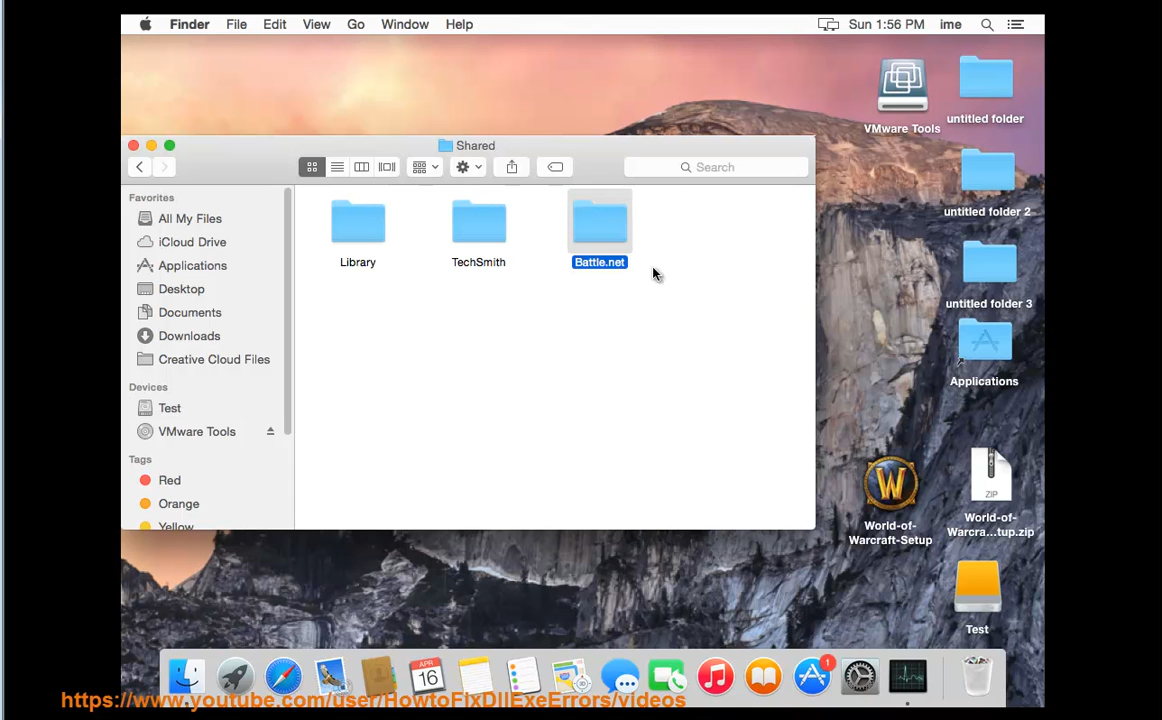 Finder File Edit View Go Window Help Sun 1:56 PM ime
VMware Tools
untitled folder
untitled folder 2
untitled folder 3
Applications
World-of-
Warcraft-Setup
ZIP
World-of-
Warcra...tup.zip
Test
Shared
Search
Favorites
All My Files
iCloud Drive
Applications
Desktop
Documents
Downloads
Creative Cloud Files
Devices
Test
VMware Tools
Tags
Red
Orange
Yellow
Library TechSmith Battle.net
APR
16
1
https://www.youtube.com/user/HowtoFixDllExeErrors/videos